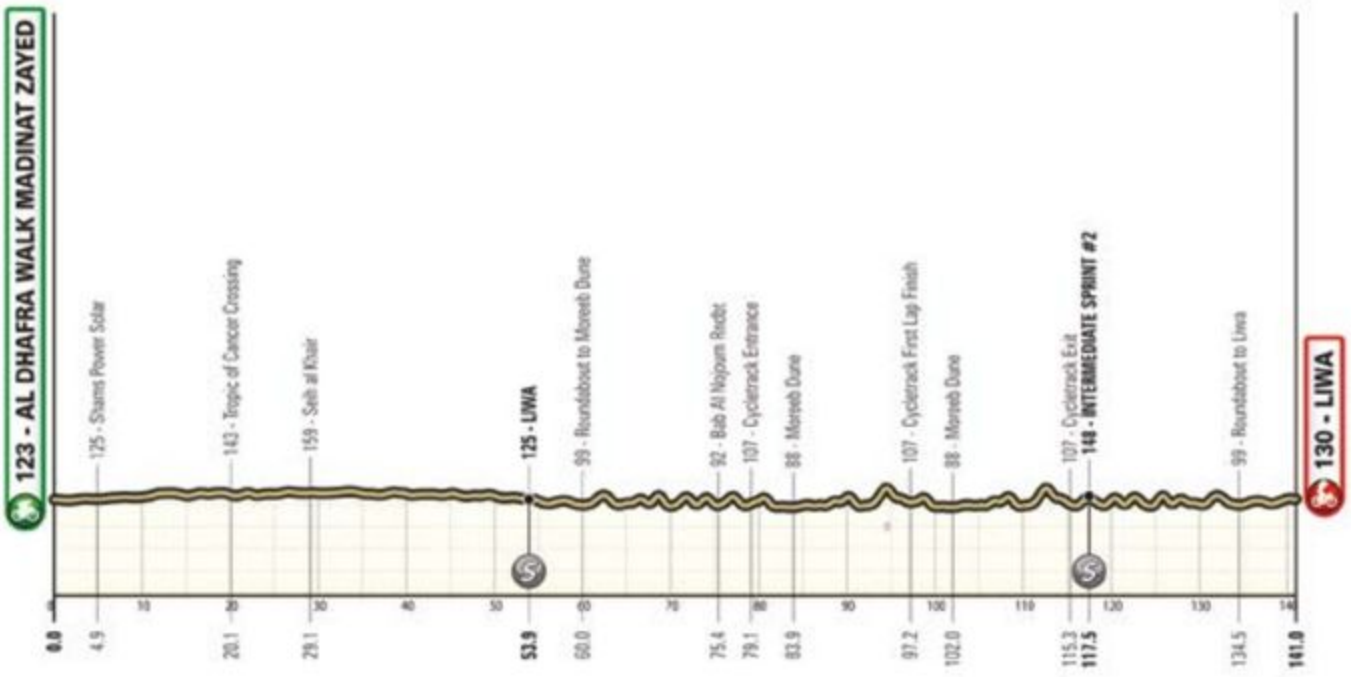 123 - AL DHAFRA WALK MADINAT ZAYED
125 - Shams Power Solar
143 - Tropic of Cancer Crossing
159 - Seih al Khair
125 - LIWA
99 - Roundabout to Moreeb Dune
92 - Bab Al Nojoum Rndbt
107 - Cycletrack Entrance
88 - Moreeb Dune
107 - Cycletrack First Lap Finish
88 - Moreeb Dune
107 - Cycletrack Exit
148 - INTERMEDIATE SPRINT #2
99 - Roundabout to Liwa
130 - LIWA
S S
0 10 20 30 40 50 60 70 80 90 100 110 120 130 140
0.0 4.9 20.1 29.1 53.9 60.0 75.4 79.1 83.9 97.2 102.0 115.3 117.5 134.5 141.0